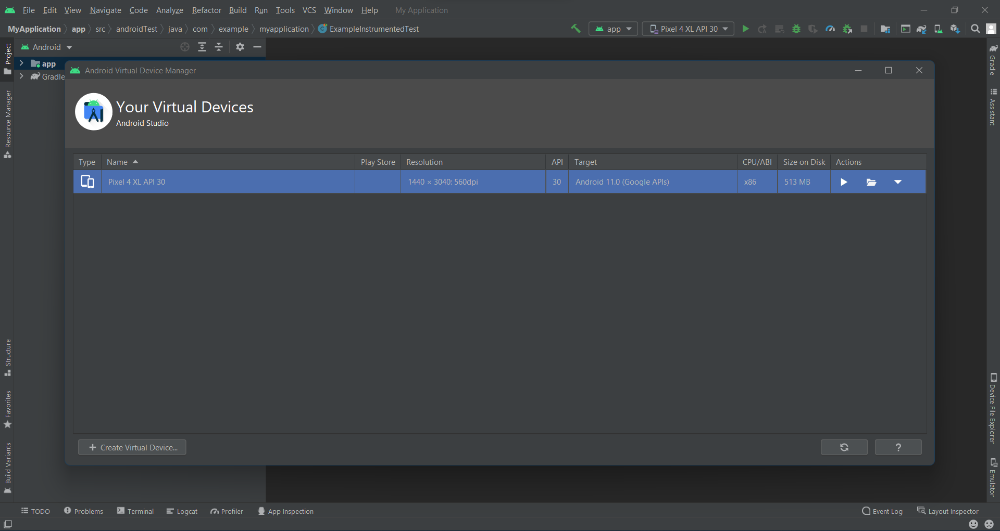 File Edit View Navigate Code Analyze Refactor Build Run Tools VCS Window Help My Application
MyApplication app src androidTest java com example myapplication ExampleInstrumentedTest app Pixel 4 XL API 30
Android
app
Gradle
Android Virtual Device Manager
Your Virtual Devices
Android Studio
Type Name Play Store Resolution API Target CPU/ABI Size on Disk Actions
Pixel 4 XL API 30 1440 × 3040: 560dpi 30 Android 11.0 (Google APIs) x86 513 MB
+ Create Virtual Device...
?
Project
Resource Manager
Structure
Favorites
Build Variants
Gradle
Assistant
Device File Explorer
Emulator
TODO Problems Terminal Logcat Profiler App Inspection Event Log Layout Inspector